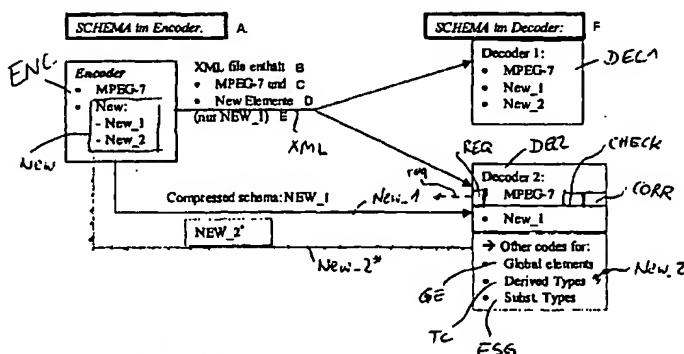 SCHEMA im Encoder. A
SCHEMA im Decoder: F
ENC.
Encoder
• MPEG-7
• New:
- New_1
- New_2
New
XML file enthält B
• MPEG-7 und C
• New Elements D
(nur NEW_1) E
XML
Decoder 1:
• MPEG-7
• New_1
• New_2
DEC1
REQ
DEC2
CHECK
req
Decoder 2:
MPEG-7
CORR
Compressed schema: NEW_1
New_1
• New_1
NEW_2*
New_2*
→ Other codes for:
• Global elements
• Derived Types
• Subst. Types
New_2
GE
TC
ESG